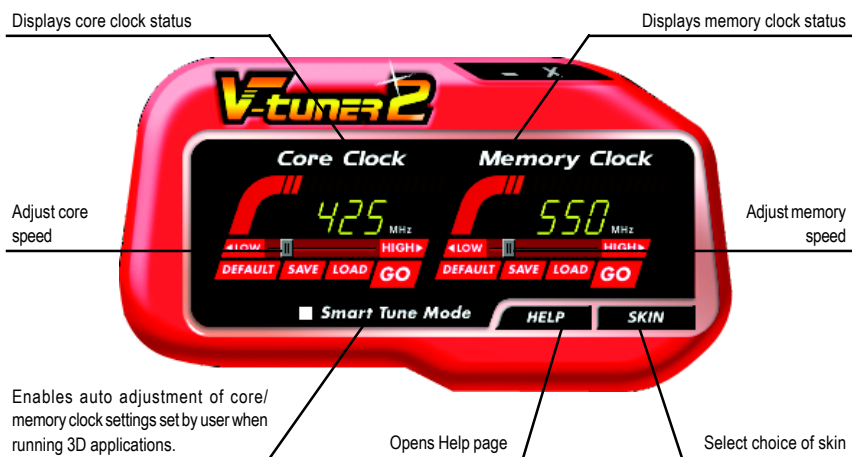 Displays core clock status
Displays memory clock status
V-TUNER 2
– x
Core Clock
Memory Clock
425 MHz
550 MHz
Adjust core
speed
Adjust memory
speed
◄LOW HIGH►
◄LOW HIGH►
DEFAULT SAVE LOAD GO
DEFAULT SAVE LOAD GO
Smart Tune Mode
HELP
SKIN
Enables auto adjustment of core/
memory clock settings set by user when
running 3D applications.
Opens Help page
Select choice of skin